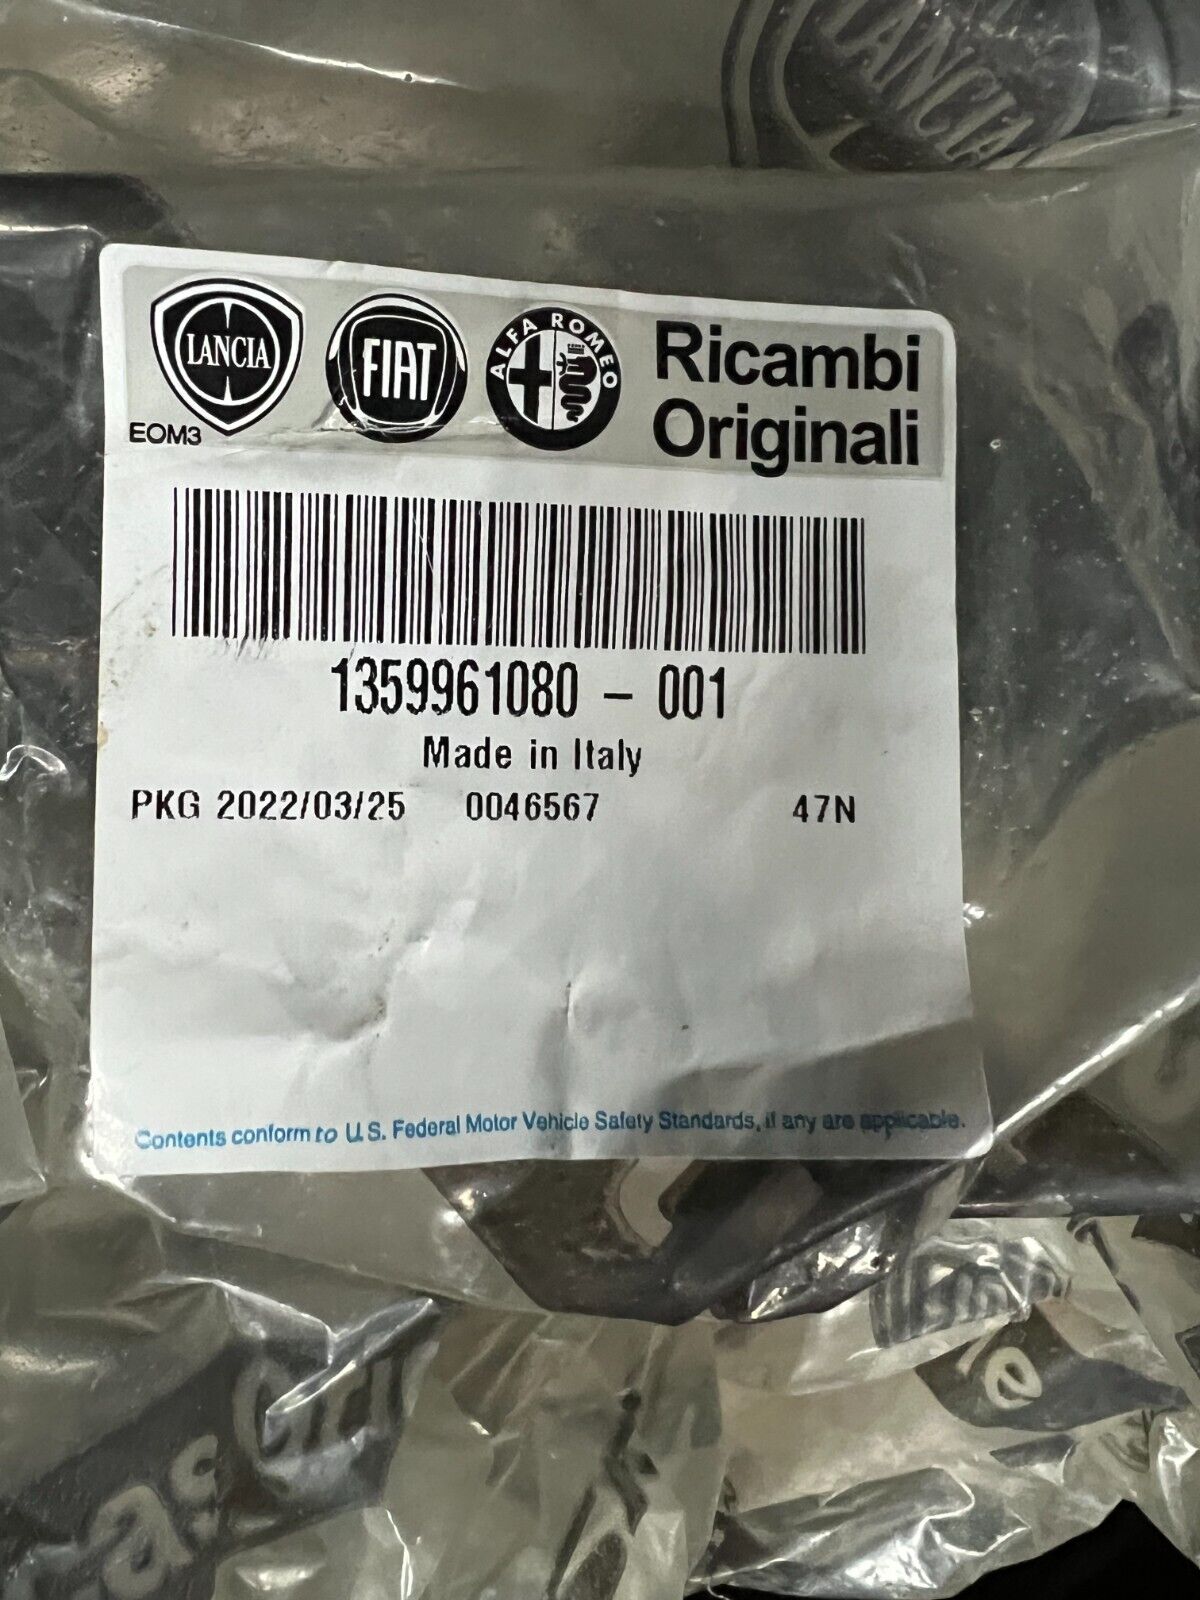 LANCIA
LANCIA
FIAT
ALFA ROMEO
Ricambi
Originali
EOM3
1359961080 - 001
Made in Italy
PKG 2022/03/25 0046567 47N
Contents conform to U.S. Federal Motor Vehicle Safety Standards, if any are applicable.